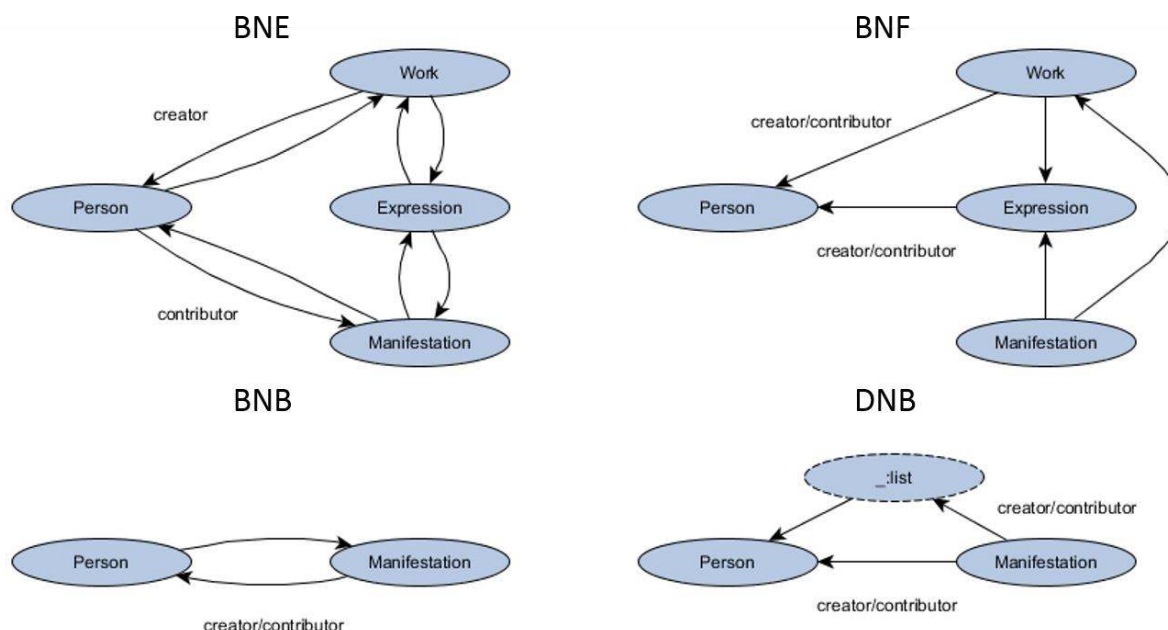 BNE
Work
creator
Person
Expression
contributor
Manifestation
BNF
Work
creator/contributor
Person
Expression
creator/contributor
Manifestation
BNB
Person
Manifestation
creator/contributor
DNB
_:list
creator/contributor
Person
Manifestation
creator/contributor